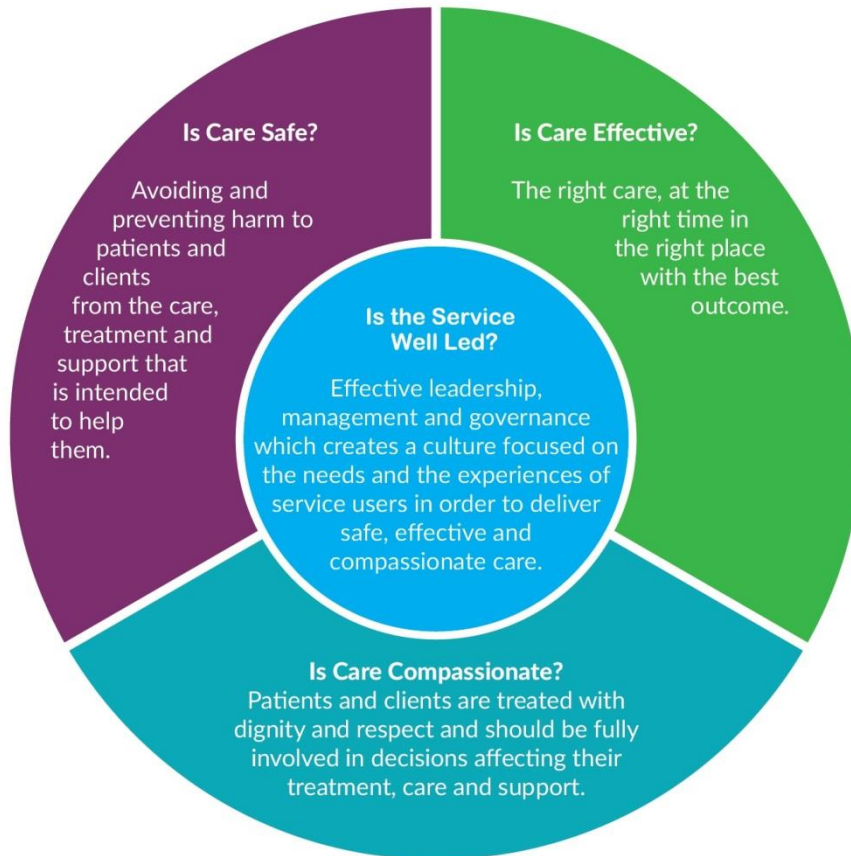 Is Care Safe?
Avoiding and
preventing harm to
patients and
clients
from the care,
treatment and
support that
is intended
to help
them.
Is Care Effective?
The right care, at the
right time in
the right place
with the best
outcome.
Is the Service
Well Led?
Effective leadership,
management and governance
which creates a culture focused on
the needs and the experiences of
service users in order to deliver
safe, effective and
compassionate care.
Is Care Compassionate?
Patients and clients are treated with
dignity and respect and should be fully
involved in decisions affecting their
treatment, care and support.